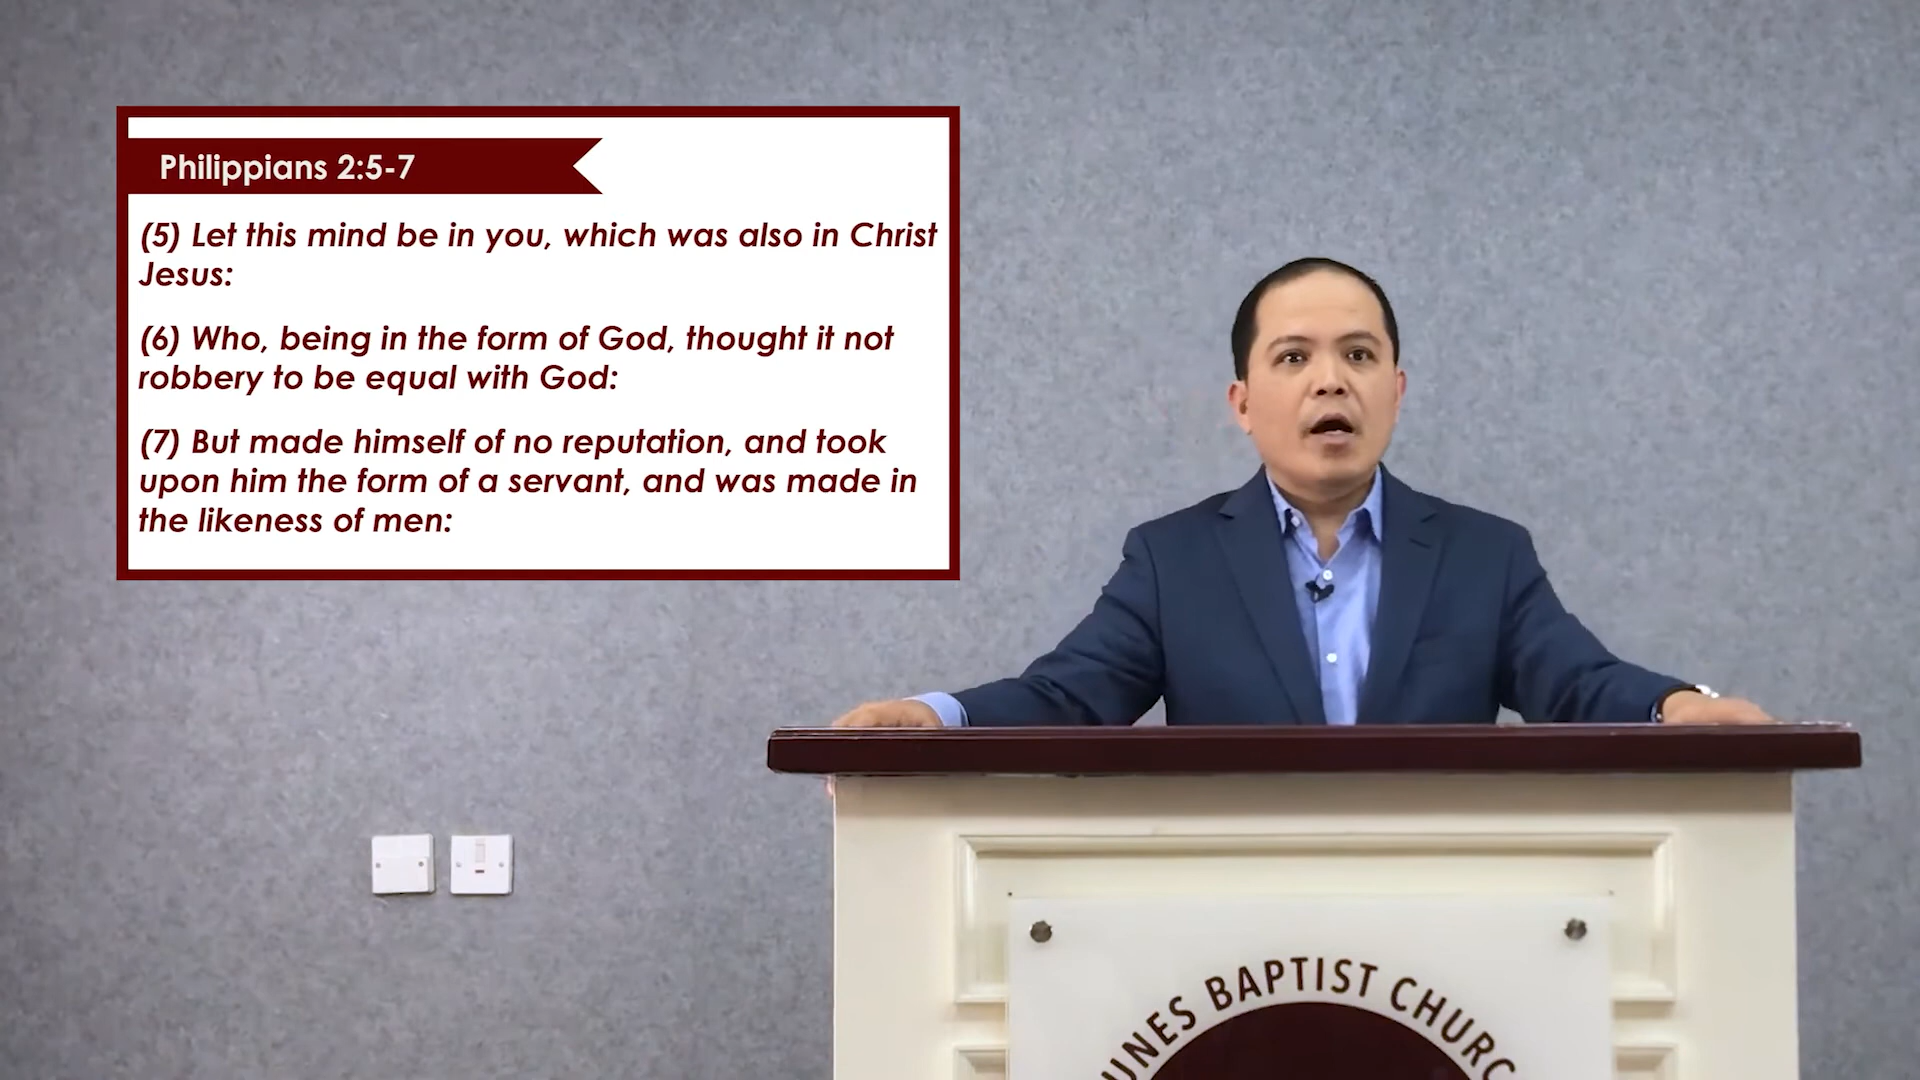 Philippians 2:5-7
(5) Let this mind be in you, which was also in Christ
Jesus:
(6) Who, being in the form of God, thought it not
robbery to be equal with God:
(7) But made himself of no reputation, and took
upon him the form of a servant, and was made in
the likeness of men:
BAPTIST